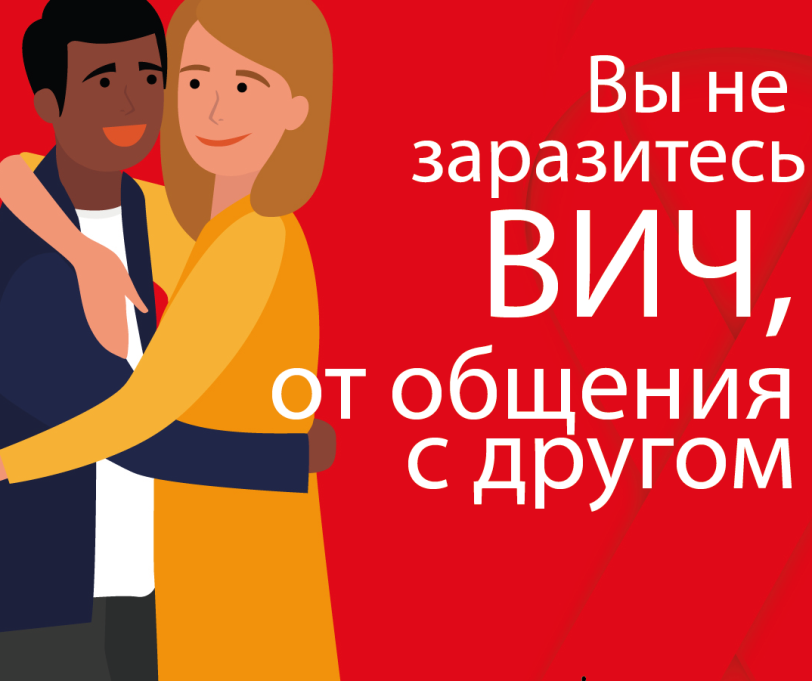 Вы не
заразитесь
ВИЧ,
от общения
с другом